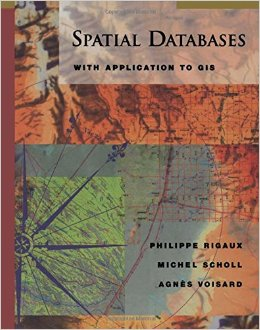 SPATIAL DATABASES
WITH APPLICATION TO GIS
PHILIPPE RIGAUX
MICHEL SCHOLL
AGNÈS VOISARD